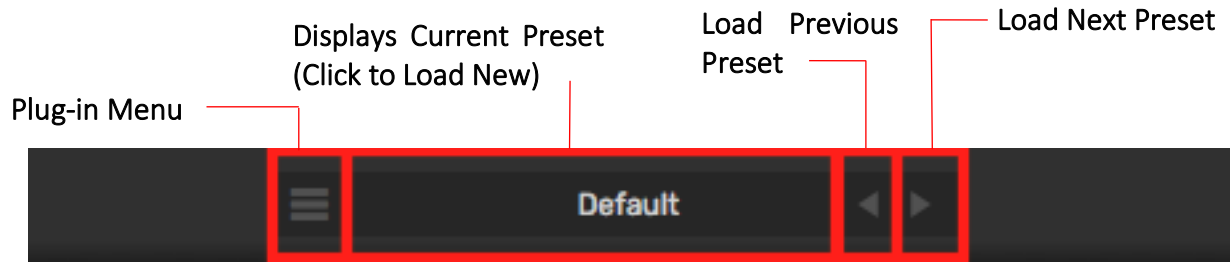 Displays Current Preset
(Click to Load New)
Load Previous
Preset
Load Next Preset
Plug-in Menu
Default